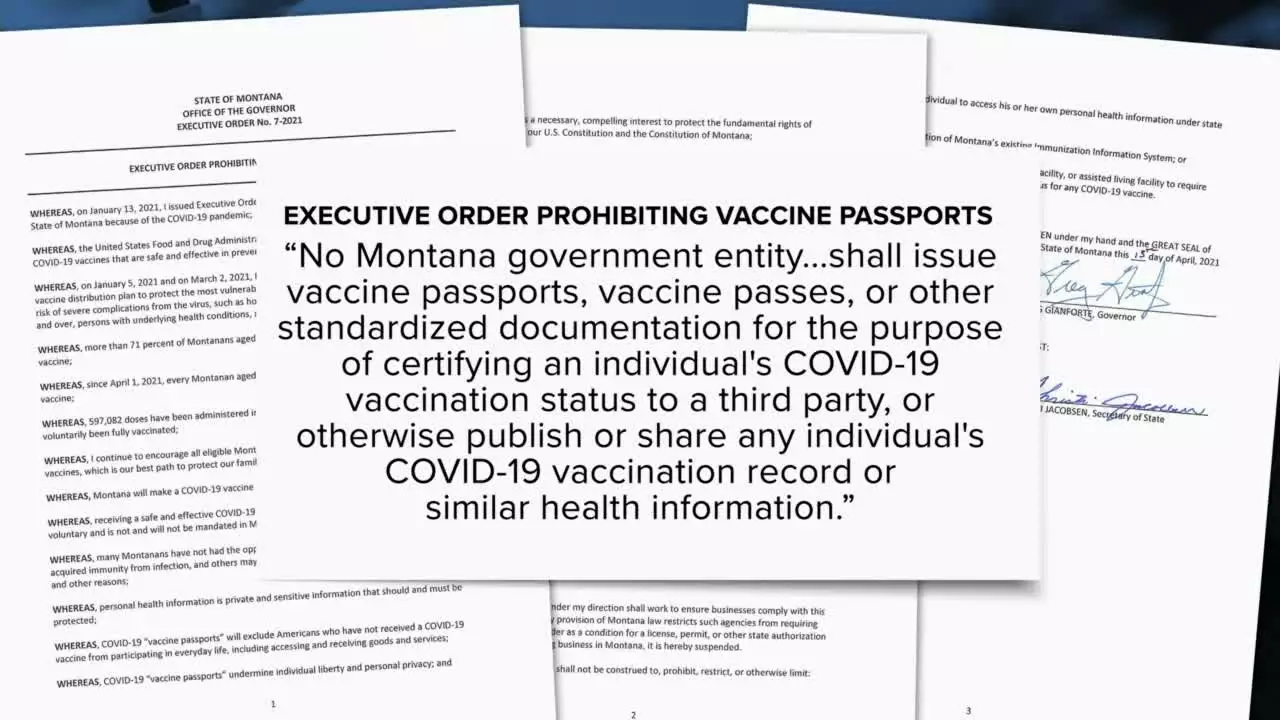 STATE OF MONTANA
OFFICE OF THE GOVERNOR
EXECUTIVE ORDER No. 7-2021
EXECUTIVE ORDER
WHEREAS, on January 13, 2021, I issued Executive
State of Montana because of the COVID-19 pandemic;
WHEREAS, the United States Food and Drug
COVID-19 vaccines that are safe and effective in
WHEREAS, on January 5, 2021 and on March 2, 2021,
vaccine distribution plan to protect the most
risk of severe complications from the virus, such as
and over, persons with underlying health conditions,
WHEREAS, more than 71 percent of Montanans aged
vaccine;
WHEREAS, since April 1, 2021, every Montanan aged
vaccine;
WHEREAS, 597,082 doses have been administered
voluntarily been fully vaccinated;
WHEREAS, I continue to encourage all eligible
vaccines, which is our best path to protect our
WHEREAS, Montana will make a COVID-19 vaccine
WHEREAS, receiving a safe and effective COVID-19
voluntary and is not and will not be mandated in
WHEREAS, many Montanans have not had the
acquired immunity from infection, and others may
and other reasons;
WHEREAS, personal health information is private and sensitive information that should and must be
protected;
WHEREAS, COVID-19 "vaccine passports" will exclude Americans who have not received a COVID-19
vaccine from participating in everyday life, including accessing and receiving goods and services;
WHEREAS, COVID-19 "vaccine passports" undermine individual liberty and personal privacy; and
1
a necessary, compelling interest to protect the fundamental rights of
our U.S. Constitution and the Constitution of Montana;
EXECUTIVE ORDER PROHIBITING VACCINE PASSPORTS
“No Montana government entity...shall issue
vaccine passports, vaccine passes, or other
standardized documentation for the purpose
of certifying an individual's COVID-19
vaccination status to a third party, or
otherwise publish or share any individual's
COVID-19 vaccination record or
similar health information.”
under my direction shall work to ensure businesses comply with this
provision of Montana law restricts such agencies from requiring
as a condition for a license, permit, or other state authorization
business in Montana, it is hereby suspended.
shall not be construed to, prohibit, restrict, or otherwise limit:
2
individual to access his or her own personal health information under state
of Montana's existing Immunization Information System; or
facility, or assisted living facility to require
for any COVID-19 vaccine.
under my hand and the GREAT SEAL of
State of Montana this 13 day of April, 2021
GIANFORTE, Governor
JACOBSEN, Secretary of State
3